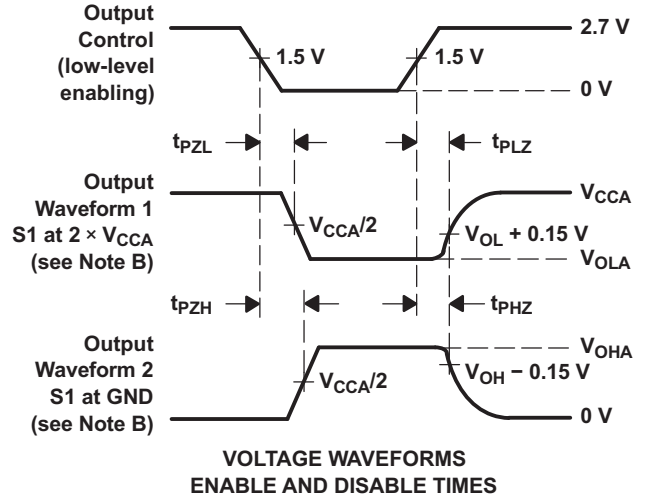 Output
Control
(low-level
enabling)
1.5 V
1.5 V
2.7 V
0 V
tPZL
tPLZ
Output
Waveform 1
S1 at 2 × VCCA
(see Note B)
VCCA/2
VCCA
VOL + 0.15 V
VOLA
tPZH
tPHZ
Output
Waveform 2
S1 at GND
(see Note B)
VCCA/2
VOHA
VOH − 0.15 V
0 V
VOLTAGE WAVEFORMS
ENABLE AND DISABLE TIMES